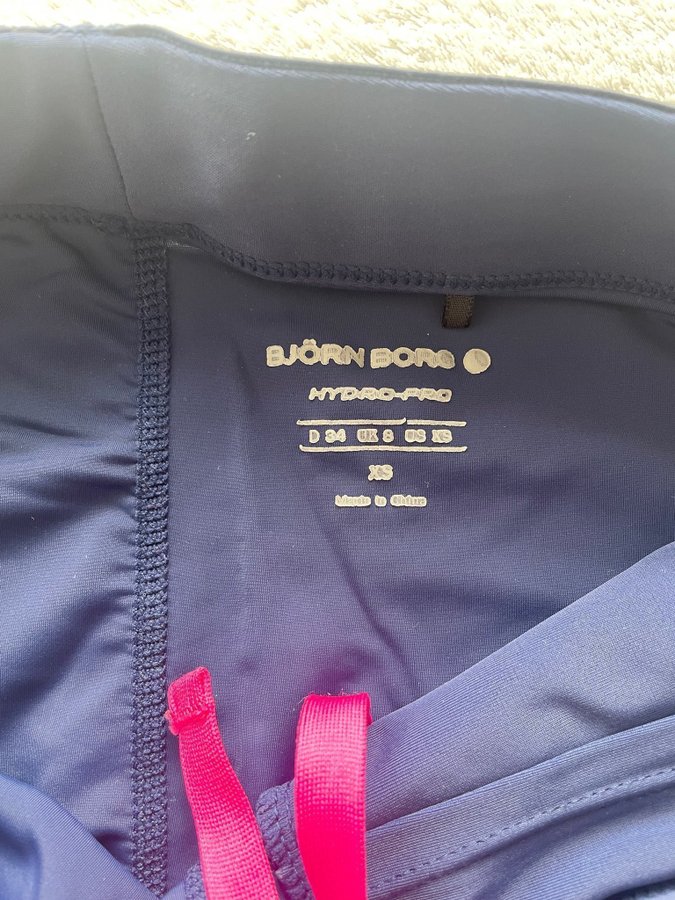 BJÖRN BORG
HYDRO-PRO
D 34 UK 8 US XS
XS
Made in China